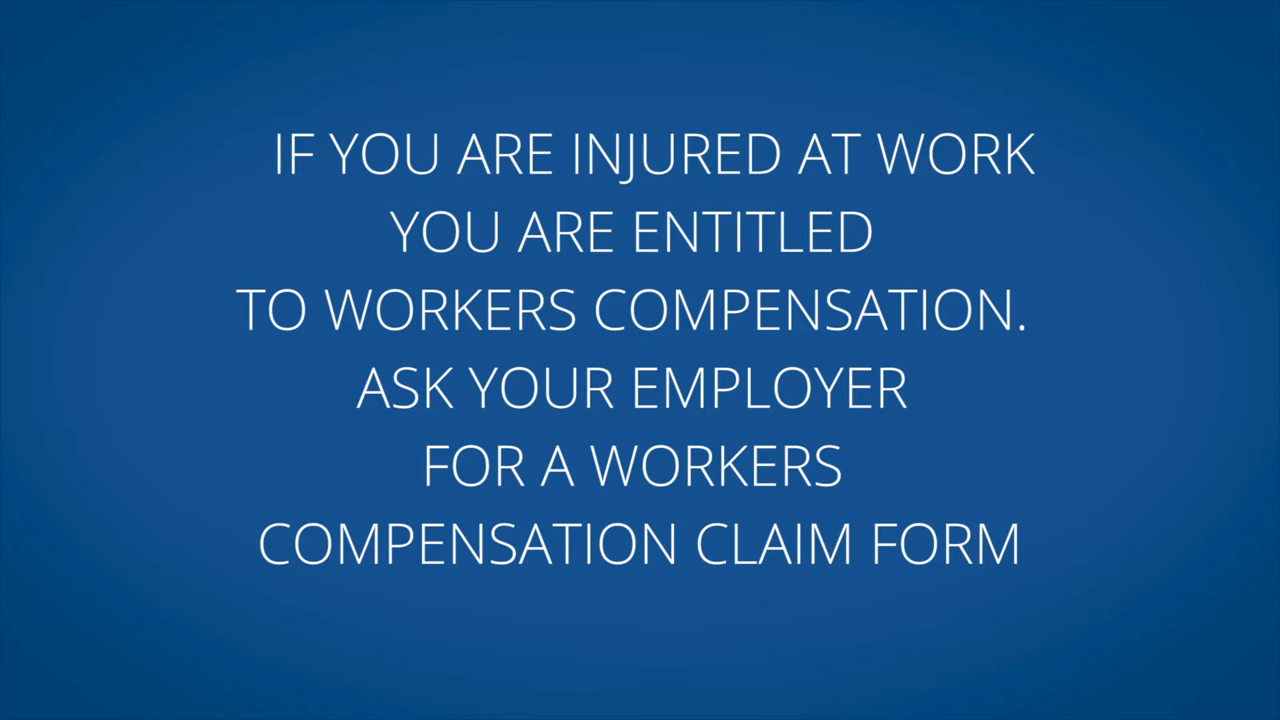 IF YOU ARE INJURED AT WORK
YOU ARE ENTITLED
TO WORKERS COMPENSATION.
ASK YOUR EMPLOYER
FOR A WORKERS
COMPENSATION CLAIM FORM